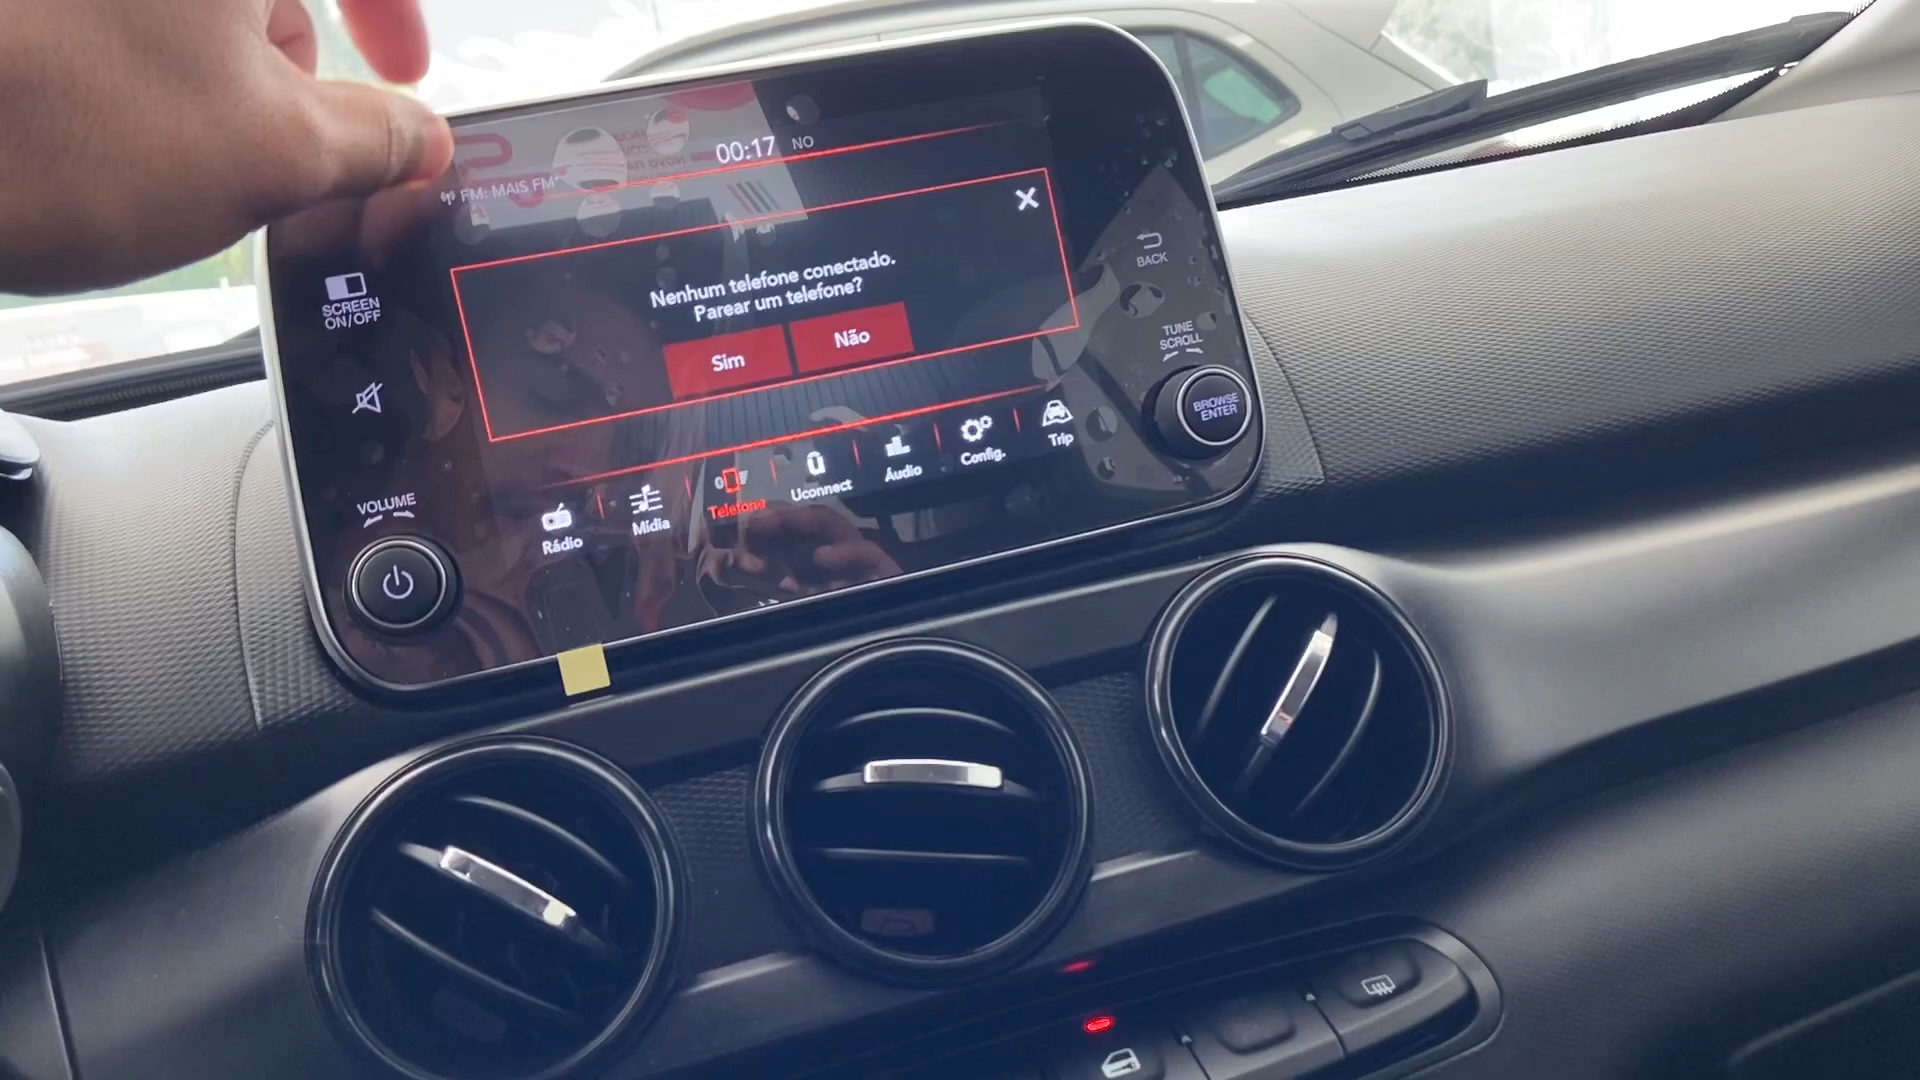 00:17 NO
FM: MAIS FM
Nenhum telefone conectado.
Parear um telefone?
Sim
Não
SCREEN
ON/OFF
BACK
TUNE
SCROLL
BROWSE
ENTER
VOLUME
Rádio
Mídia
Telefone
Uconnect
Áudio
Config.
Trip